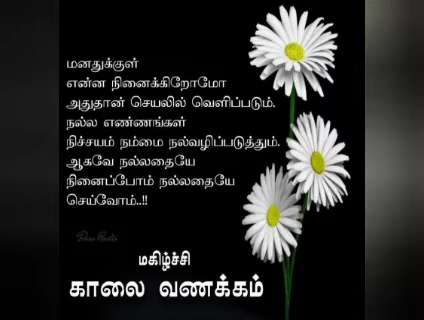 மனதுக்குள்
என்ன நினைக்கிறோமோ
அதுதான் செயலில் வெளிப்படும்.
நல்ல எண்ணங்கள்
நிச்சயம் நம்மை நல்வழிப்படுத்தும்.
ஆகவே நல்லதையே
நினைப்போம் நல்லதையே
செய்வோம்..!!
மகிழ்ச்சி
காலை வணக்கம்